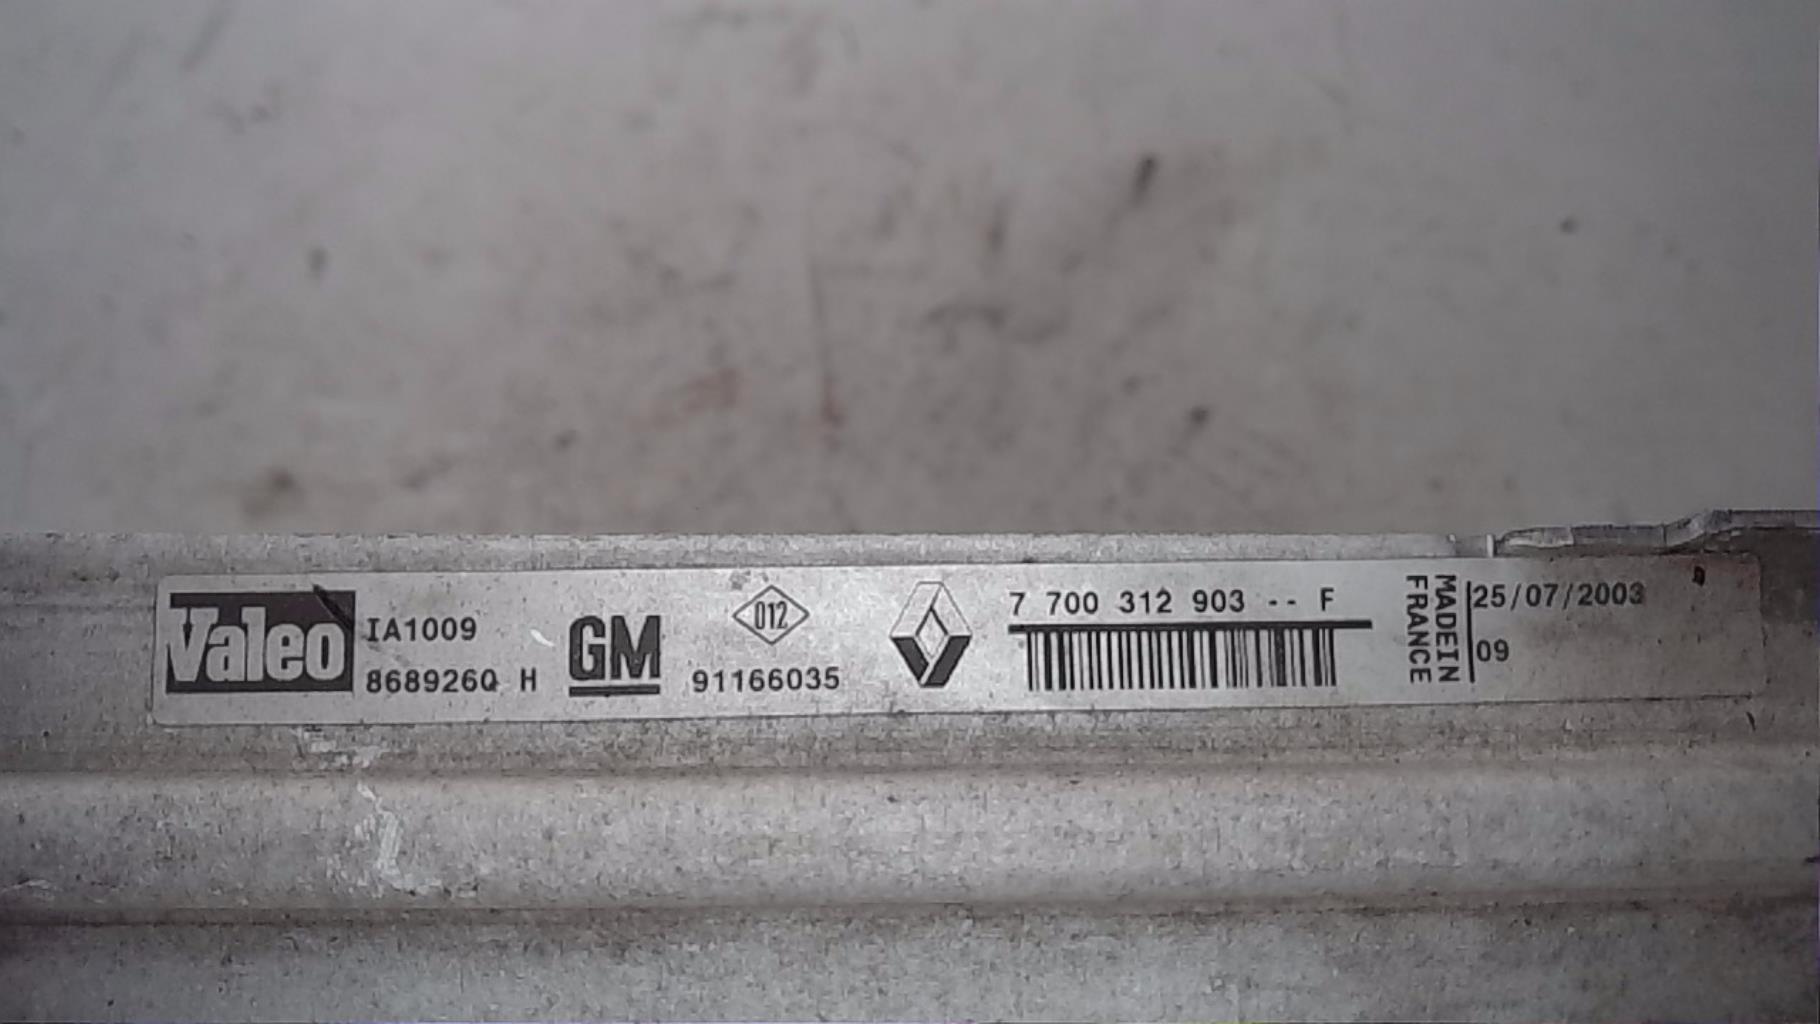 Valeo
IA1009
868926Q H
GM
012
91166035
7 700 312 903 -- F
MADEIN
FRANCE
25/07/2003
09